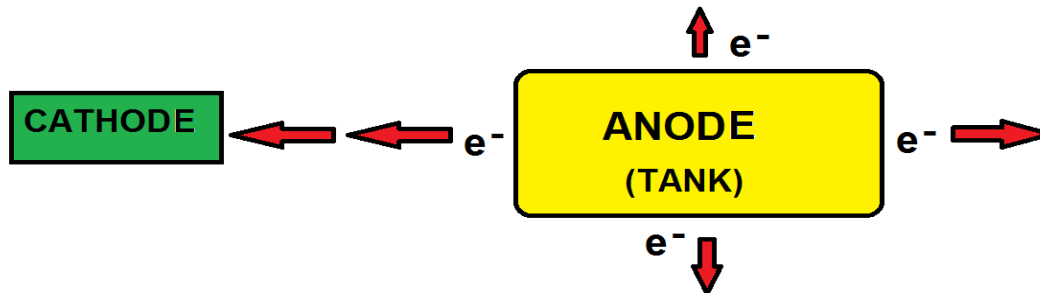 e-
CATHODE
e-
ANODE
e-
(TANK)
e-